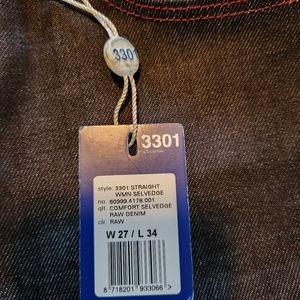 3301
3301
style: 3301 STRAIGHT
WMN SELVEDGE
no. 60999.4178.001
qlt. COMFORT SELVEDGE
RAW DENIM
clr. RAW
W 27 / L 34
8 718201 933066 >